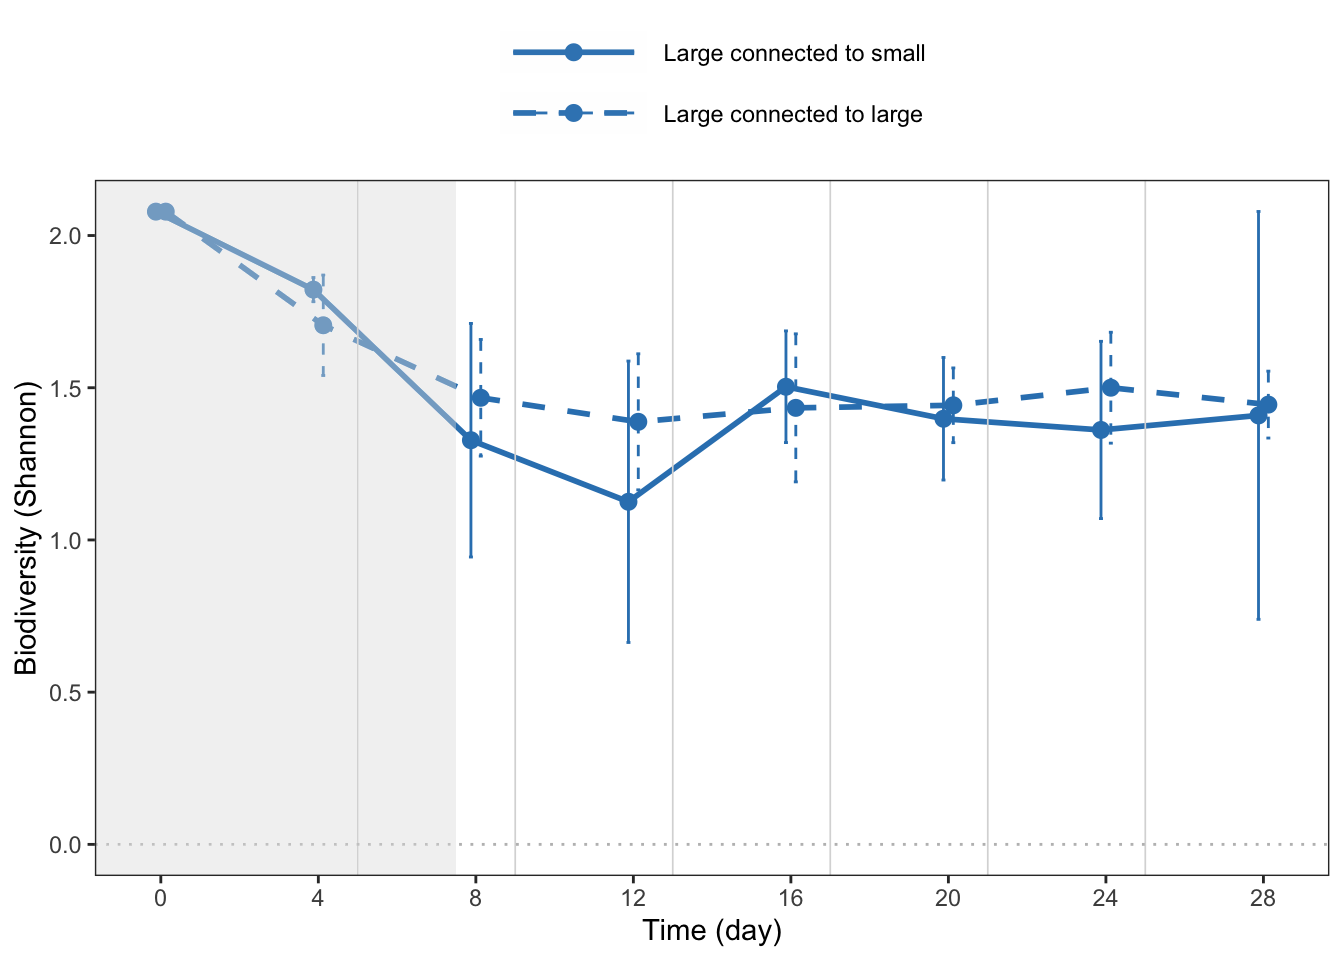 Large connected to small
Large connected to large
Biodiversity (Shannon)
2.0
1.5
1.0
0.5
0.0
0 4 8 12 16 20 24 28
Time (day)